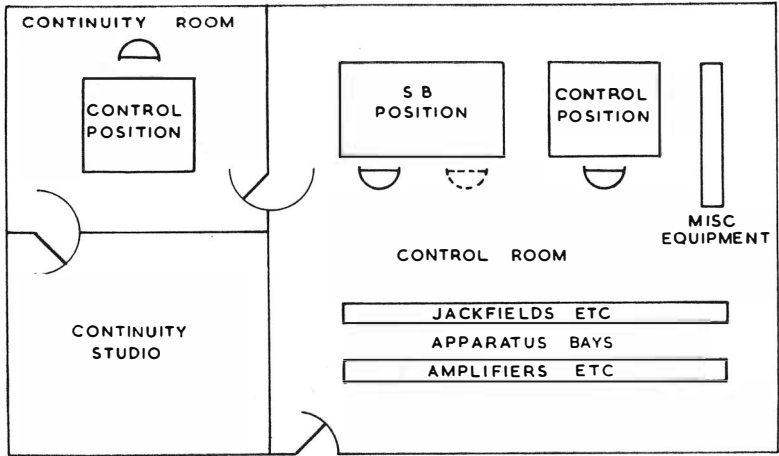 CONTINUITY ROOM
CONTROL
POSITION
S B
POSITION
CONTROL
POSITION
MISC
EQUIPMENT
CONTROL ROOM
CONTINUITY
STUDIO
JACKFIELDS ETC
APPARATUS BAYS
AMPLIFIERS ETC